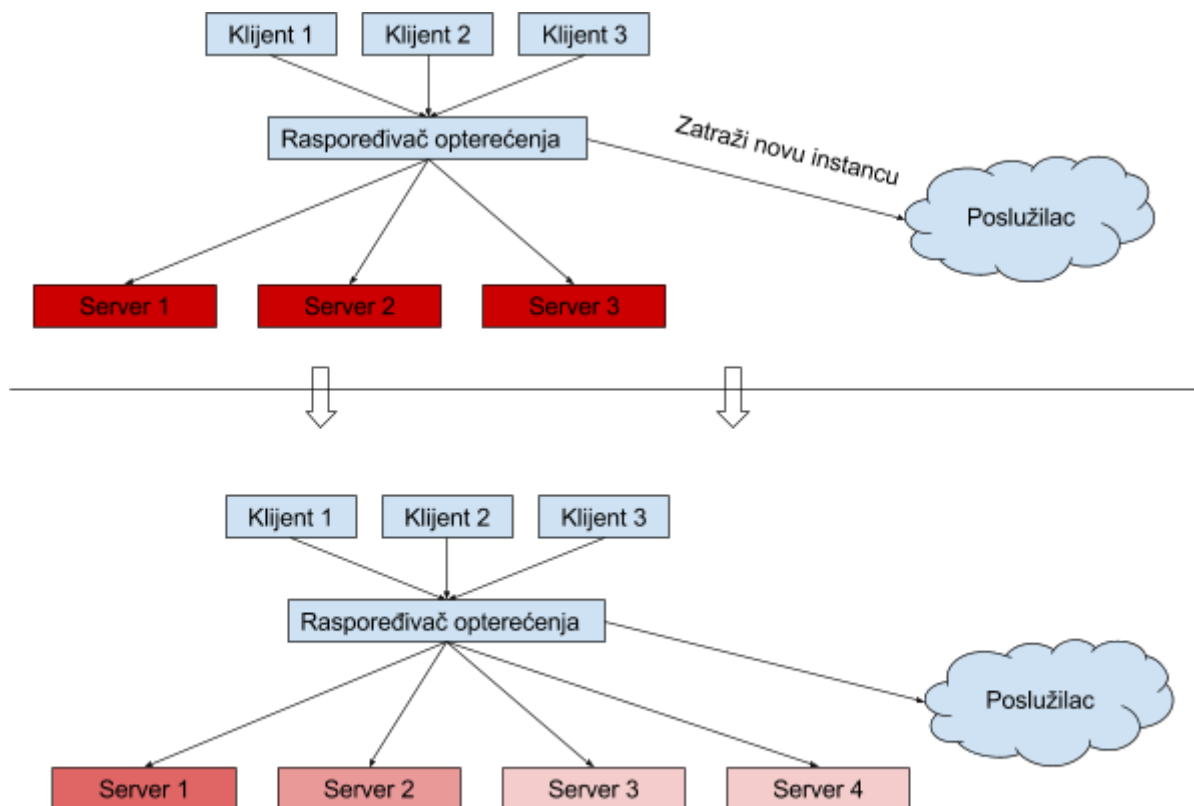 Klijent 1
Klijent 2
Klijent 3
Raspoređivač opterećenja
Zatraži novu instancu
Poslužilac
Server 1
Server 2
Server 3
Klijent 1
Klijent 2
Klijent 3
Raspoređivač opterećenja
Poslužilac
Server 1
Server 2
Server 3
Server 4